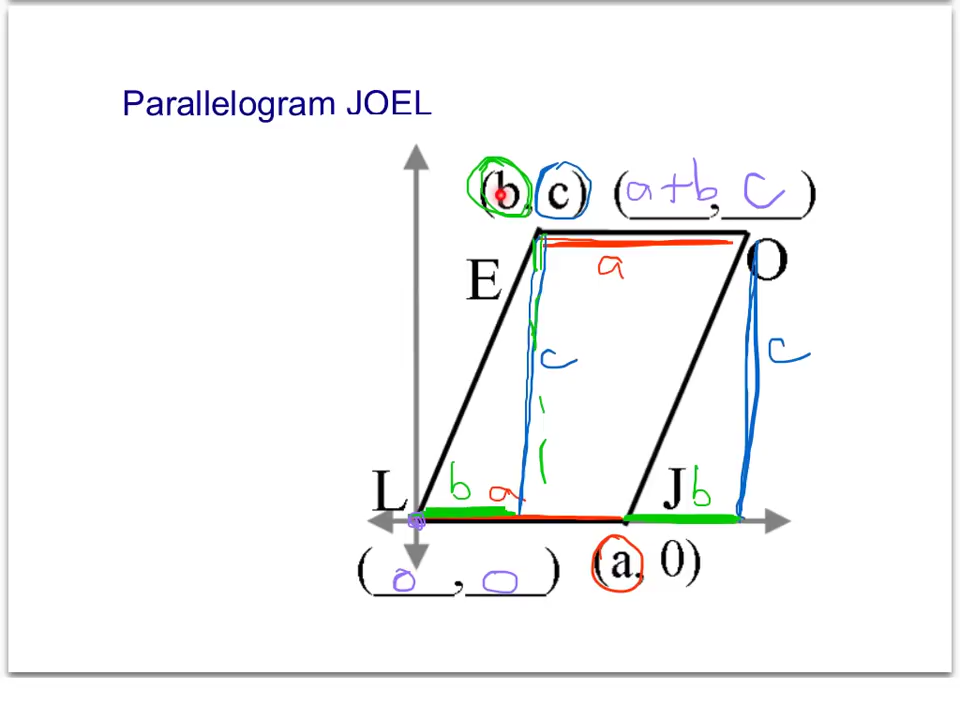 Parallelogram JOEL
(b, c) (a+b, c)
E O
a
c c
L b a J b
(0, 0) (a, 0)